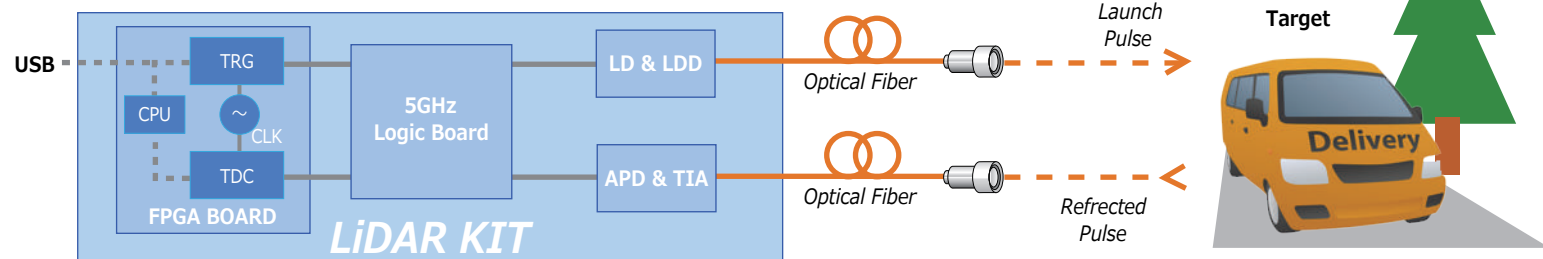 Launch
Pulse
Target
USB
TRG
LD & LDD
Optical Fiber
CPU
~
CLK
5GHz
Logic Board
Delivery
TDC
APD & TIA
Optical Fiber
FPGA BOARD
LiDAR KIT
Refrected
Pulse